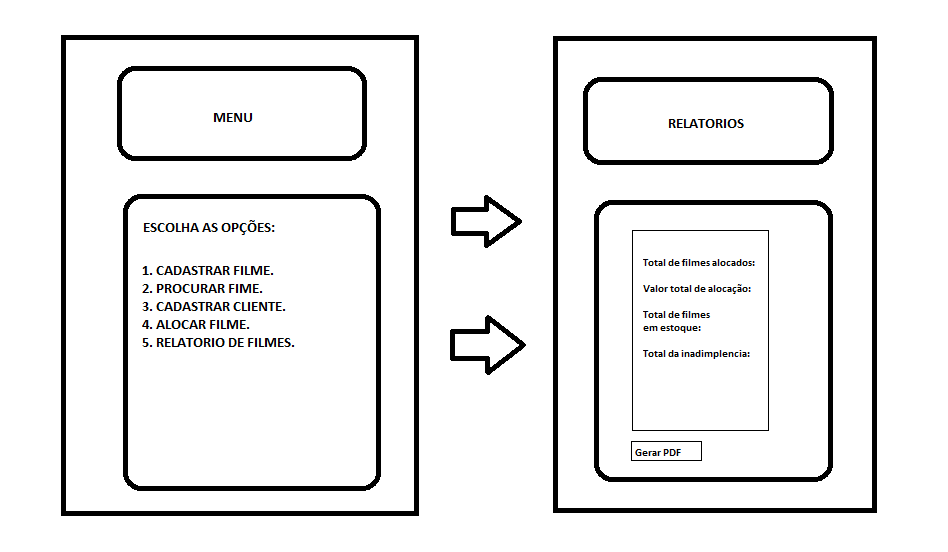 MENU
ESCOLHA AS OPÇÕES:
1. CADASTRAR FILME.
2. PROCURAR FIME.
3. CADASTRAR CLIENTE.
4. ALOCAR FILME.
5. RELATORIO DE FILMES.
RELATORIOS
Total de filmes alocados:
Valor total de alocação:
Total de filmes
em estoque:
Total da inadimplencia:
Gerar PDF